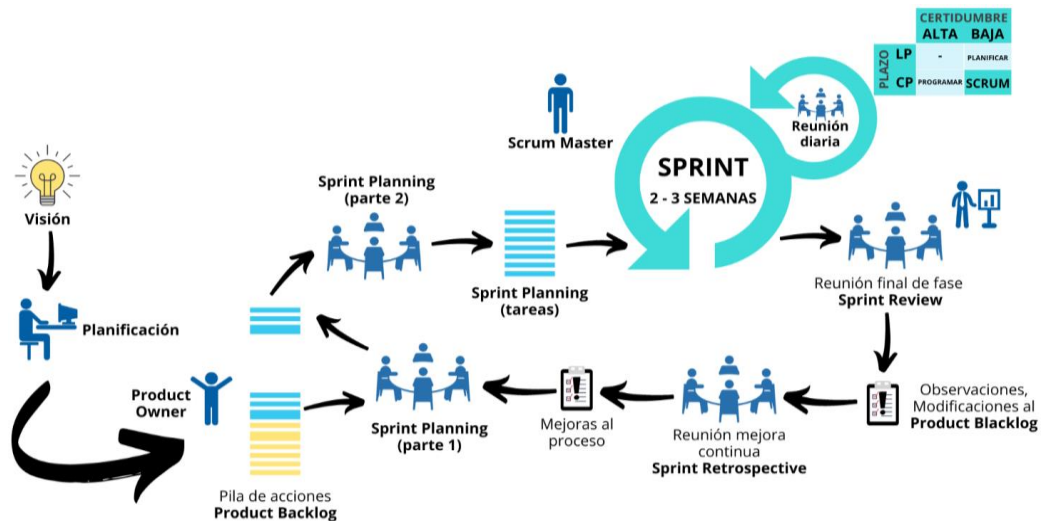 CERTIDUMBRE
ALTA BAJA
PLAZO
LP - PLANIFICAR
CP PROGRAMAR SCRUM
Reunión
diaria
Scrum Master
SPRINT
2 - 3 SEMANAS
Visión
Sprint Planning
(parte 2)
Sprint Planning
(tareas)
Reunión final de fase
Sprint Review
Planificación
Product
Owner
Sprint Planning
(parte 1)
Mejoras al
proceso
Reunión mejora
continua
Sprint Retrospective
Observaciones,
Modificaciones al
Product Blacklog
Pila de acciones
Product Backlog